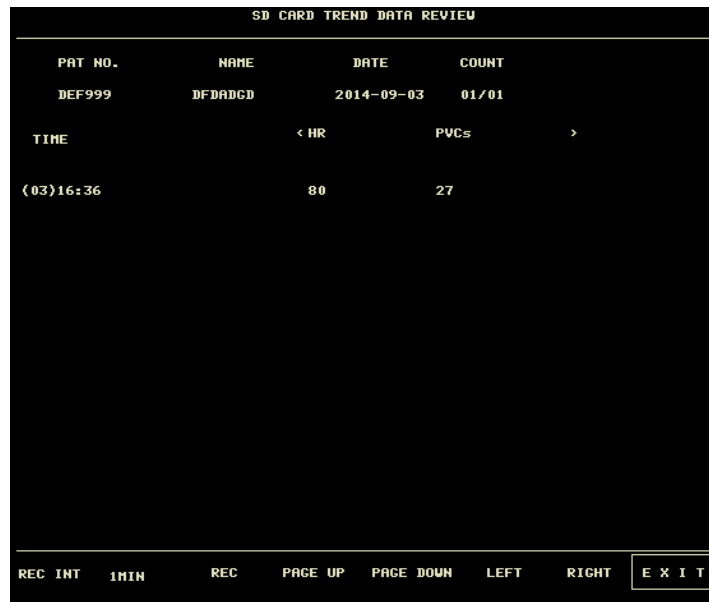 SD CARD TREND DATA REVIEW
PAT NO. NAME DATE COUNT
DEF999 DFDADGD 2014-09-03 01/01
TIME < HR PVCs >
(03)16:36 80 27
REC INT 1MIN REC PAGE UP PAGE DOWN LEFT RIGHT E X I T